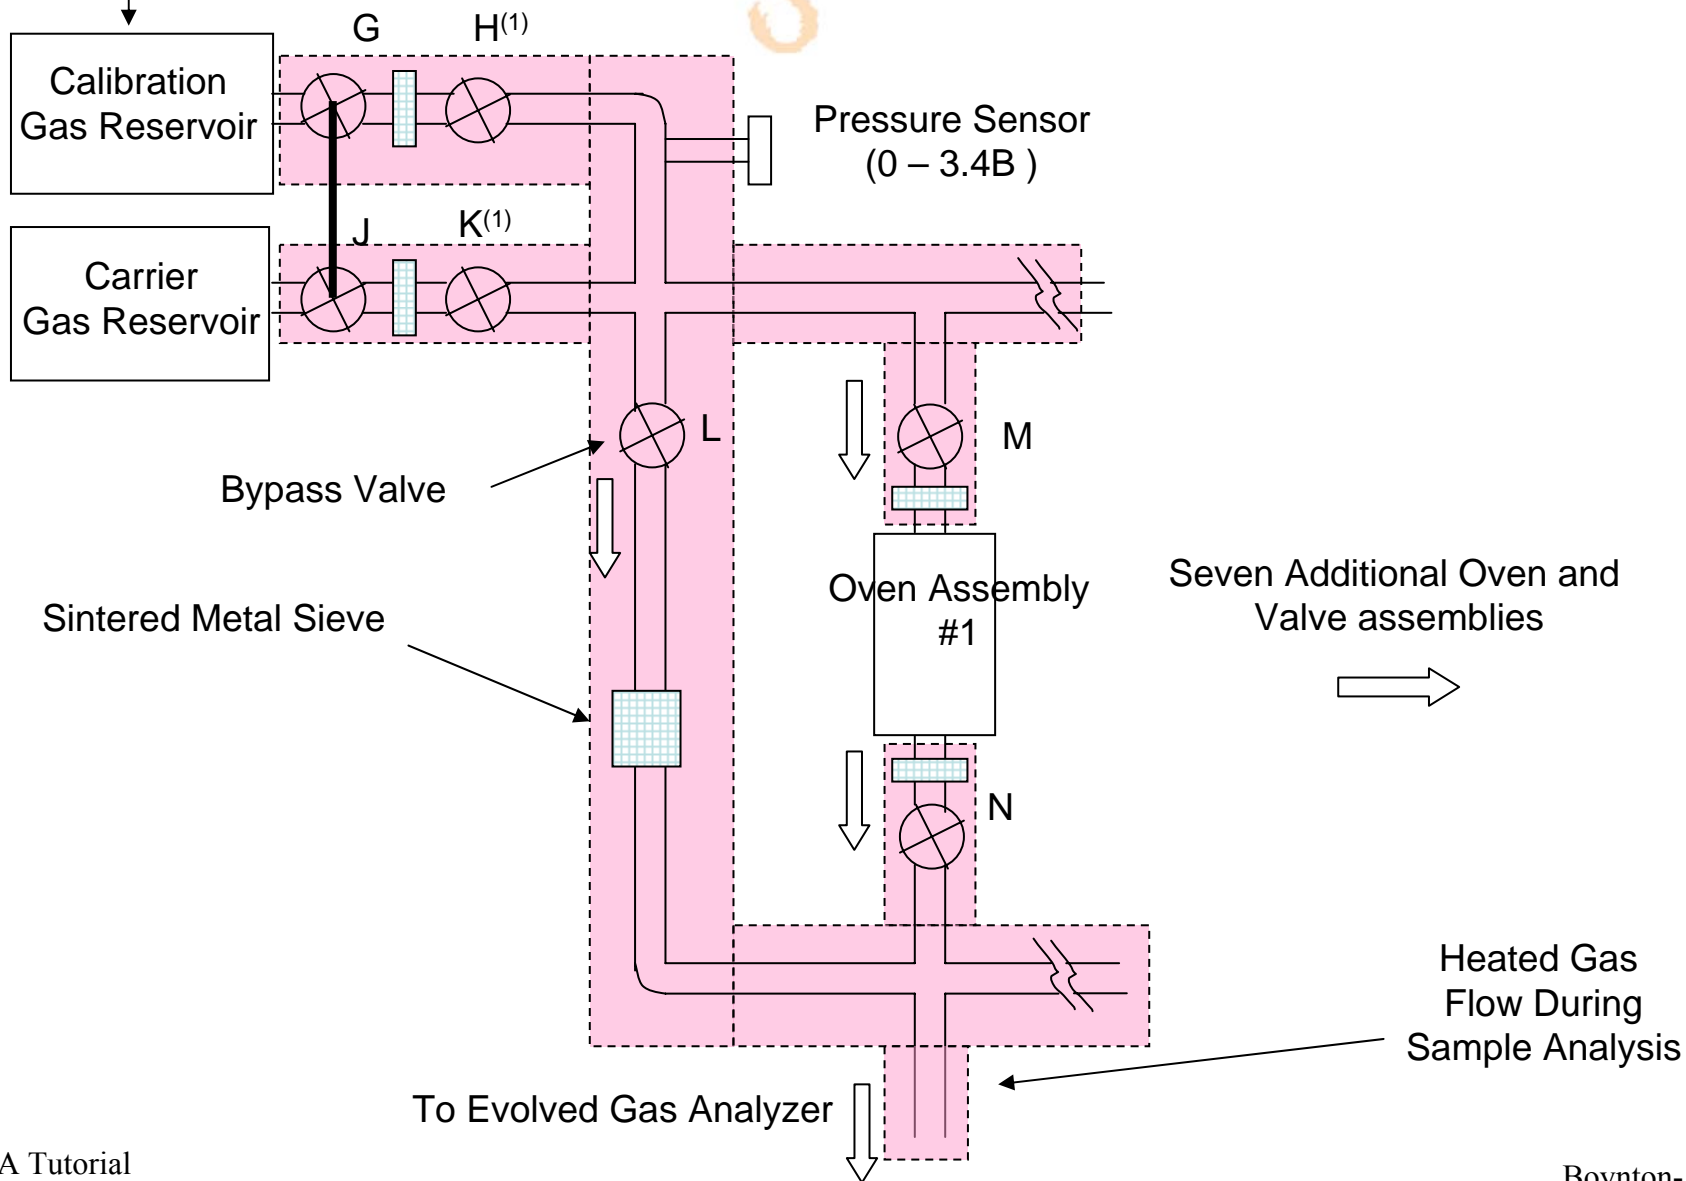 G
H(1)
Calibration
Gas Reservoir
Pressure Sensor
(0 – 3.4B )
J
K(1)
Carrier
Gas Reservoir
L
M
Bypass Valve
Oven Assembly
#1
Seven Additional Oven and
Valve assemblies
Sintered Metal Sieve
N
Heated Gas
Flow During
Sample Analysis
To Evolved Gas Analyzer
A Tutorial
Boynton-